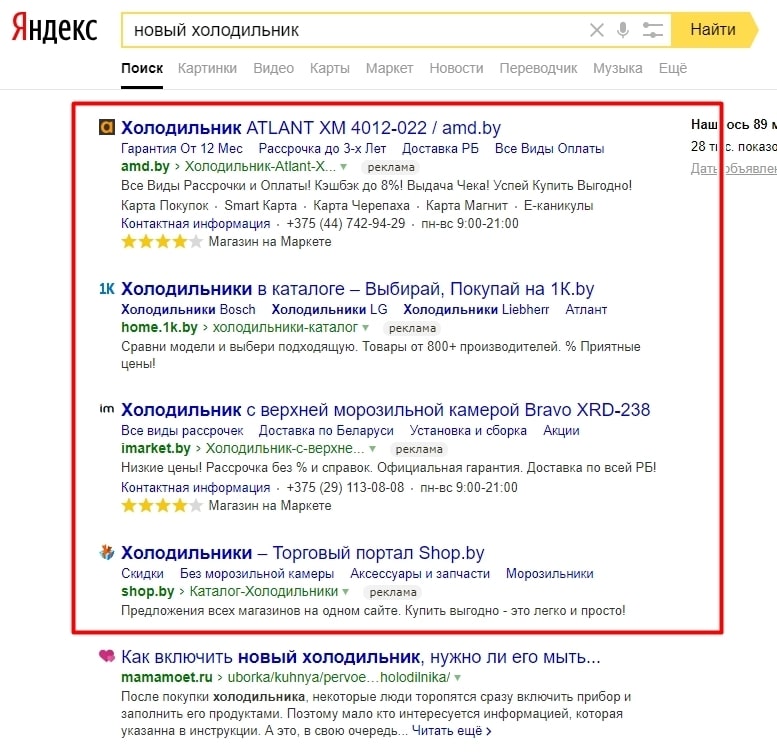 Яндекс
новый холодильник
Найти
Поиск Картинки Видео Карты Маркет Новости Переводчик Музыка Ещё
Холодильник ATLANT ХМ 4012-022 / amd.by
Гарантия От 12 Мес Рассрочка до 3-х Лет Доставка РБ Все Виды Оплаты
amd.by › Холодильник-Atlant-X... реклама
Все Виды Рассрочки и Оплаты! Кэшбэк до 8%! Выдача Чека! Успей Купить Выгодно!
Карта Покупок · Smart Карта · Карта Черепаха · Карта Магнит · Е-каникулы
Контактная информация · +375 (44) 742-94-29 · пн-вс 9:00-21:00
Магазин на Маркете
1K Холодильники в каталоге – Выбирай, Покупай на 1K.by
Холодильники Bosch Холодильники LG Холодильники Liebherr Атлант
home.1k.by › холодильники-каталог реклама
Сравни модели и выбери подходящую. Товары от 800+ производителей. % Приятные
цены!
im Холодильник с верхней морозильной камерой Bravo XRD-238
Все виды рассрочек Доставка по Беларуси Установка и сборка Акции
imarket.by › Холодильник-с-верхне... реклама
Низкие цены! Рассрочка без % и справок. Официальная гарантия. Доставка по всей РБ!
Контактная информация · +375 (29) 113-08-08 · пн-вс 9:00-21:00
Магазин на Маркете
Холодильники – Торговый портал Shop.by
Скидки Без морозильной камеры Аксессуары и запчасти Морозильники
shop.by › Каталог-Холодильники реклама
Предложения всех магазинов на одном сайте. Купить выгодно - это легко и просто!
Как включить новый холодильник, нужно ли его мыть...
mamamoet.ru › uborka/kuhnya/pervoe...holodilnika/
После покупки холодильника, некоторые люди торопятся сразу включить прибор и
заполнить его продуктами. Поэтому мало кто интересуется информацией, которая
указанна в инструкции. А это, в свою очередь... Читать ещё ›
89
28